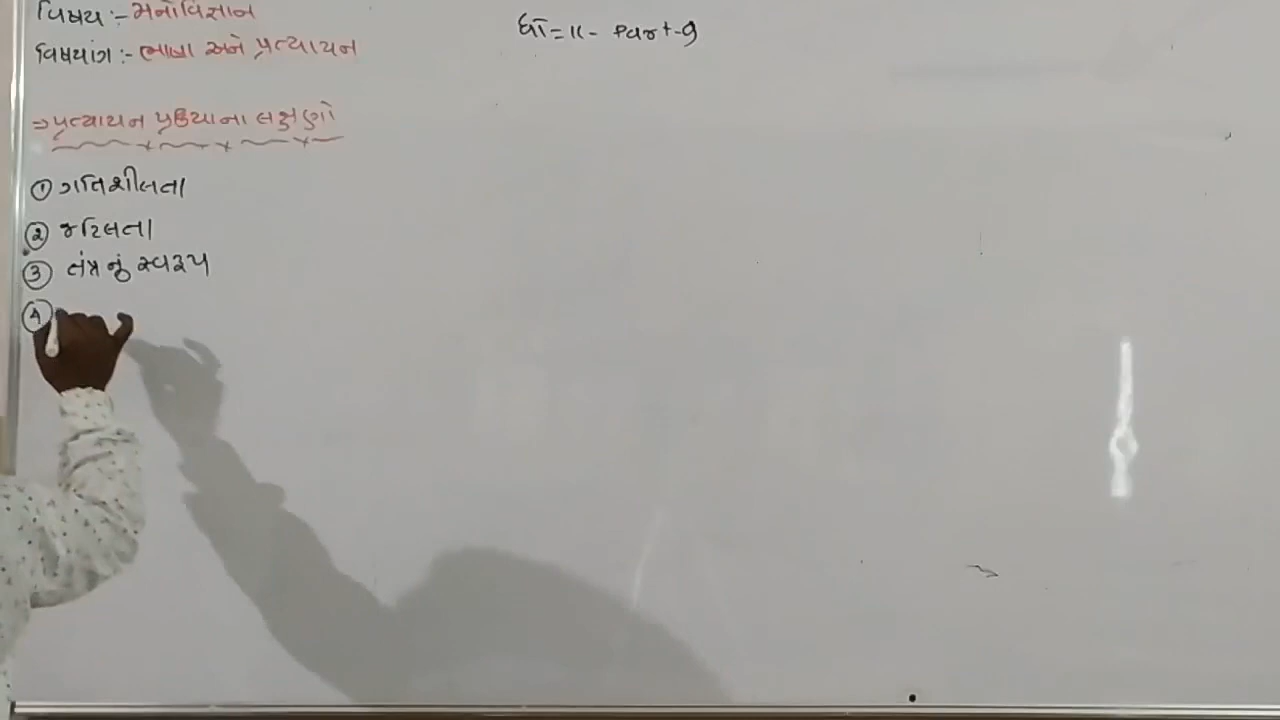 વિષય :- મનોવિજ્ઞાન
ધો = ૧૧ - Part-9
વિષયાંગ :- ભાષા અને પ્રત્યાયન
⇒ પ્રત્યાયન પ્રક્રિયાના લક્ષણો
① ગતિશીલતા
② જટિલતા
③ તંત્ર નું સ્વરૂપ
④